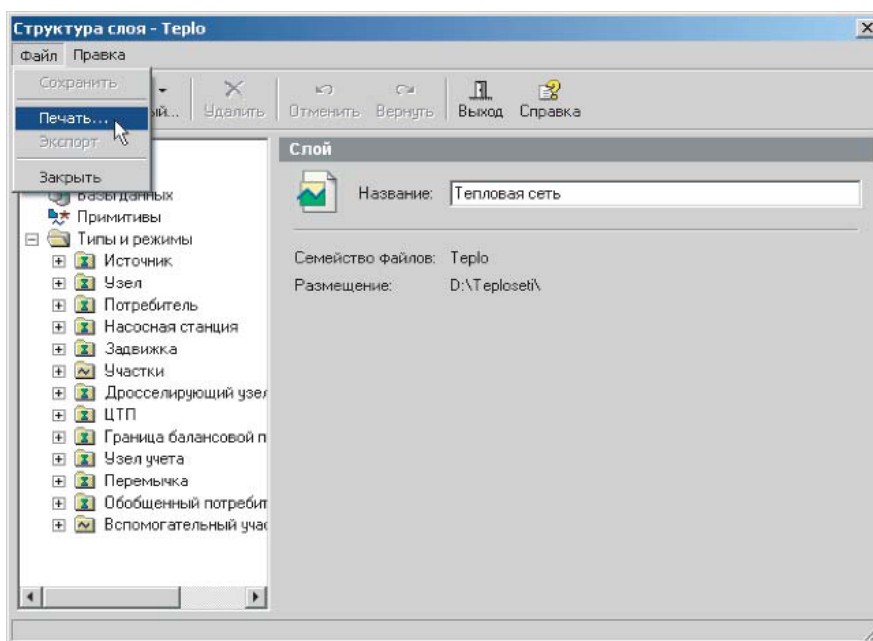 Структура слоя - Teplo
Файл Правка
Сохранить
Печать...
Экспорт
Закрыть
Удалить Отменить Вернуть Выход Справка
Базы данных
Примитивы
Типы и режимы
Источник
Узел
Потребитель
Насосная станция
Задвижка
Участки
Дросселирующий узел
ЦТП
Граница балансовой п
Узел учета
Перемычка
Обобщенный потребит
Вспомогательный учас
Слой
Название: Тепловая сеть
Семейство файлов: Teplo
Размещение: D:\Teploseti\